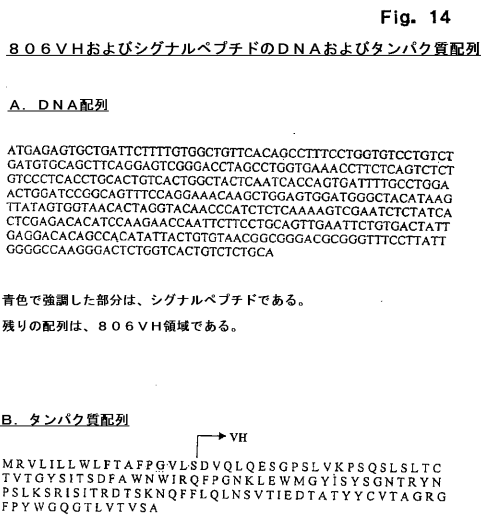 Fig. 14
806VHおよびシグナルペプチドのDNAおよびタンパク質配列
A. DNA配列
ATGAGAGTGCTGATTCTTTTGTGGCTGTTCACAGCCTTTCCTGGTGTCCTGTCT
GATGTGCAGCTTCAGGAGTCGGGACCTAGCCTGGTGAAACCTTCTCAGTCTCT
GTCCCTCACCTGCACTGTCACTGGCTACTCAATCACCAGTGATTTTGCCTGGA
ACTGGATCCGGCAGTTTCCAGGAAACAAGCTGGAGTGGATGGGCTACATAAG
TTATAGTGGTAACACTAGGTACAACCCATCTCTCAAAAGTCGAATCTCTATCA
CTCGAGACACATCCAAGAACCAATTCTTCCTGCAGTTGAATTCTGTGACTATT
GAGGACACAGCCACATATTACTGTGTAACGGCGGGACGCGGGTTTCCTTATT
GGGGCCAAGGGACTCTGGTCACTGTCTCTGCA
青色で強調した部分は、シグナルペプチドである。
残りの配列は、806VH領域である。
B. タンパク質配列
VH
MRVLILLWLFTAFPGVLSDVQLQESGPSLVKPSQSLSLTC
TVTGYSITSDFAWNWIRQFPGNKLEWMGYISYSGNTRYN
PSLKSRISITRDTSKNQFFLQLNSVTIEDTATYYCVTAGRG
FPYWGQGTLVTVSA